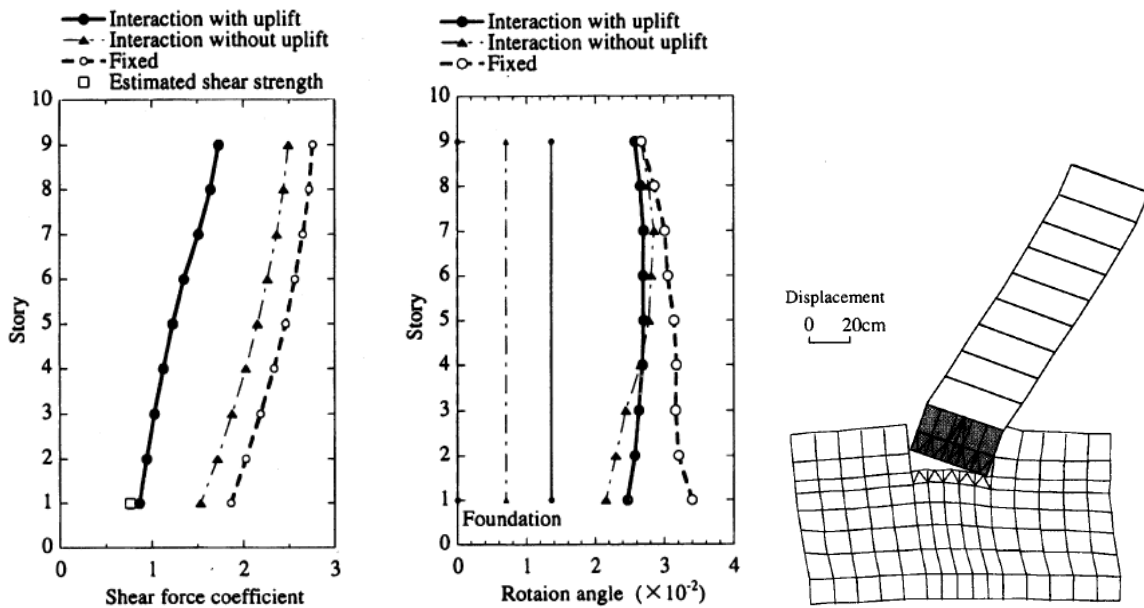 Interaction with uplift
Interaction without uplift
Fixed
Estimated shear strength
10
9
8
7
6
5
4
3
2
1
0
Story
0 1 2 3
Shear force coefficient
Interaction with uplift
Interaction without uplift
Fixed
10
9
8
7
6
5
4
3
2
1
0
Story
Foundation
0 1 2 3 4
Rotaion angle (×10⁻²)
Displacement
0 20cm